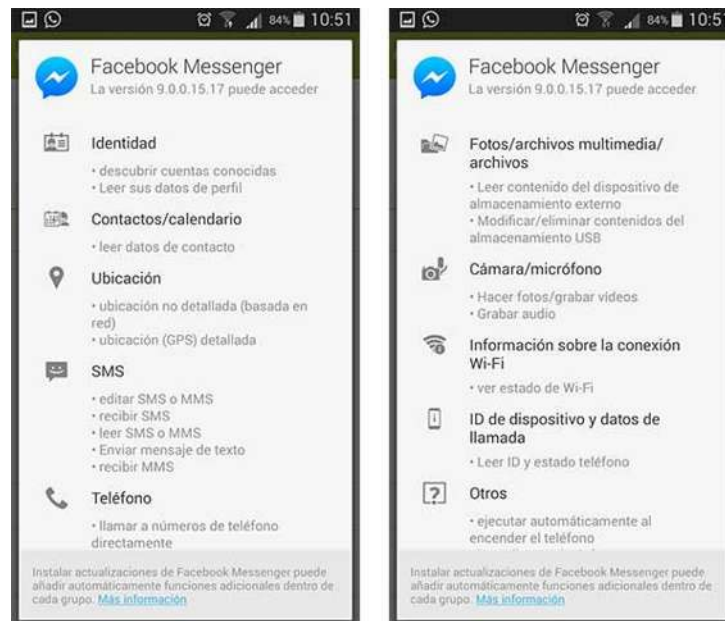 84% 10:51
Facebook Messenger
La versión 9.0.0.15.17 puede acceder
Identidad
• descubrir cuentas conocidas
• Leer sus datos de perfil
Contactos/calendario
• leer datos de contacto
Ubicación
• ubicación no detallada (basada en
red)
• ubicación (GPS) detallada
SMS
• editar SMS o MMS
• recibir SMS
• leer SMS o MMS
• Enviar mensaje de texto
• recibir MMS
Teléfono
• llamar a números de teléfono
directamente
Instalar actualizaciones de Facebook Messenger puede
añadir automáticamente funciones adicionales dentro de
cada grupo. Más información
84% 10:51
Facebook Messenger
La versión 9.0.0.15.17 puede acceder
Fotos/archivos multimedia/
archivos
• Leer contenido del dispositivo de
almacenamiento externo
• Modificar/eliminar contenidos del
almacenamiento USB
Cámara/micrófono
• Hacer fotos/grabar vídeos
• Grabar audio
Información sobre la conexión
Wi-Fi
• ver estado de Wi-Fi
ID de dispositivo y datos de
llamada
• Leer ID y estado teléfono
Otros
• ejecutar automáticamente al
encender el teléfono
Instalar actualizaciones de Facebook Messenger puede
añadir automáticamente funciones adicionales dentro de
cada grupo. Más información